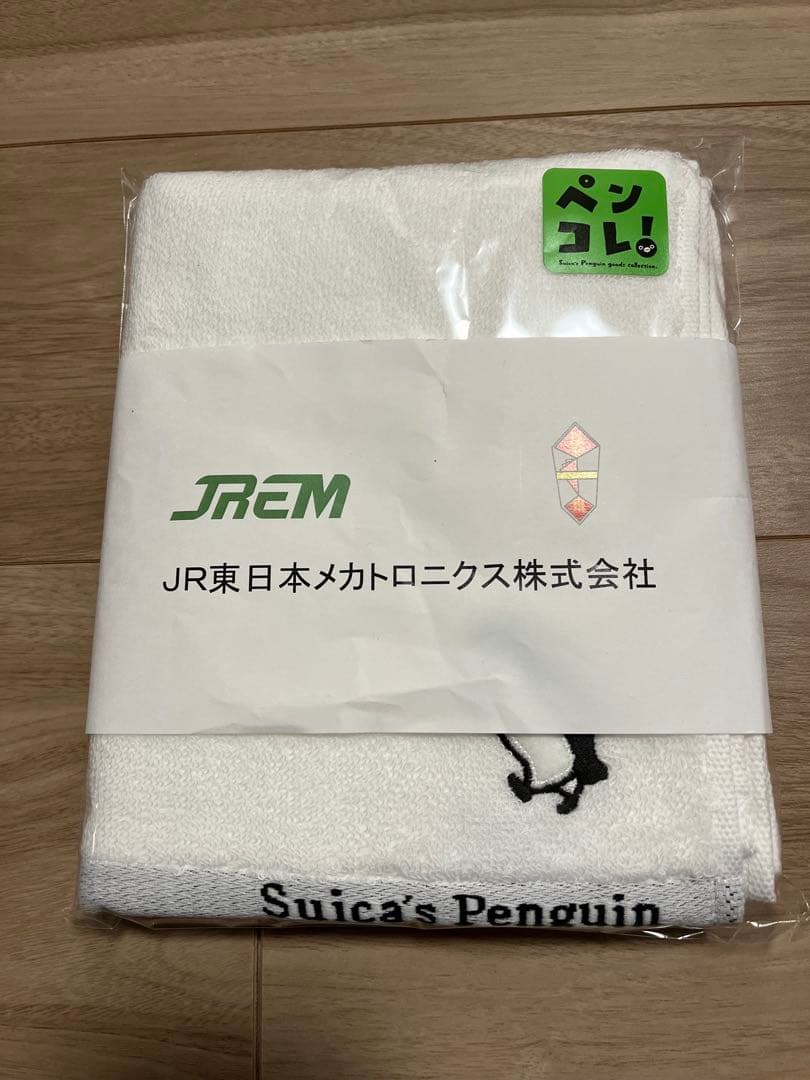 ペン
コレ!
Suica's Penguin goods collection.
JREM
JR東日本メカトロニクス株式会社
Suica's Penguin